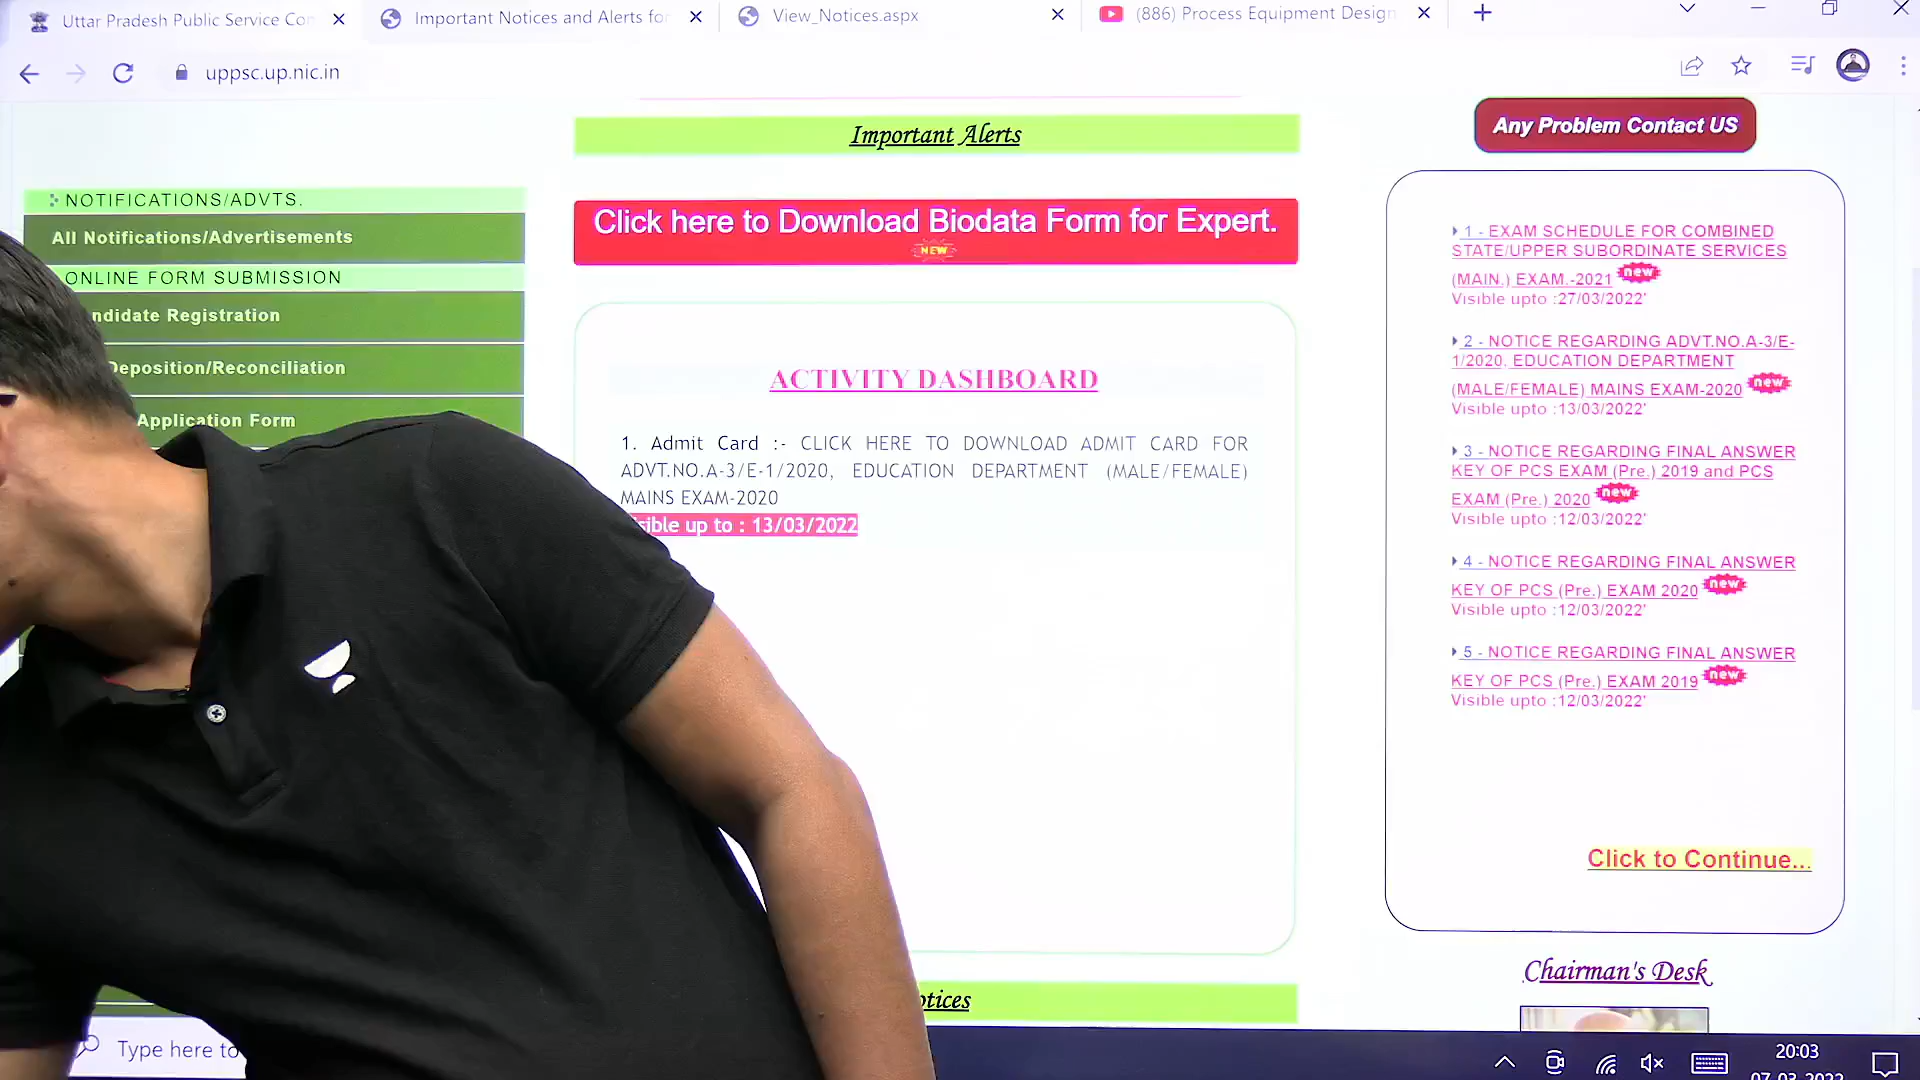 Uttar Pradesh Public Service Co
Important Notices and Alerts for
View_Notices.aspx
(886) Process Equipment Design
uppsc.up.nic.in
Important Alerts
Any Problem Contact US
NOTIFICATIONS/ADVTS.
All Notifications/Advertisements
ONLINE FORM SUBMISSION
ndidate Registration
Deposition/Reconciliation
Application Form
Click here to Download Biodata Form for Expert.
NEW
ACTIVITY DASHBOARD
1. Admit Card :- CLICK HERE TO DOWNLOAD ADMIT CARD FOR
ADVT.NO.A-3/E-1/2020, EDUCATION DEPARTMENT (MALE/FEMALE)
MAINS EXAM-2020
sible up to : 13/03/2022
1 - EXAM SCHEDULE FOR COMBINED
STATE/UPPER SUBORDINATE SERVICES
(MAIN.) EXAM.-2021 new
Visible upto :27/03/2022'
2 - NOTICE REGARDING ADVT.NO.A-3/E-
1/2020, EDUCATION DEPARTMENT
(MALE/FEMALE) MAINS EXAM-2020 new
Visible upto :13/03/2022'
3 - NOTICE REGARDING FINAL ANSWER
KEY OF PCS EXAM (Pre.) 2019 and PCS
EXAM (Pre.) 2020 new
Visible upto :12/03/2022'
4 - NOTICE REGARDING FINAL ANSWER
KEY OF PCS (Pre.) EXAM 2020 new
Visible upto :12/03/2022'
5 - NOTICE REGARDING FINAL ANSWER
KEY OF PCS (Pre.) EXAM 2019 new
Visible upto :12/03/2022'
Click to Continue...
Chairman's Desk
otices
Type here to
20:03
07-03-2022